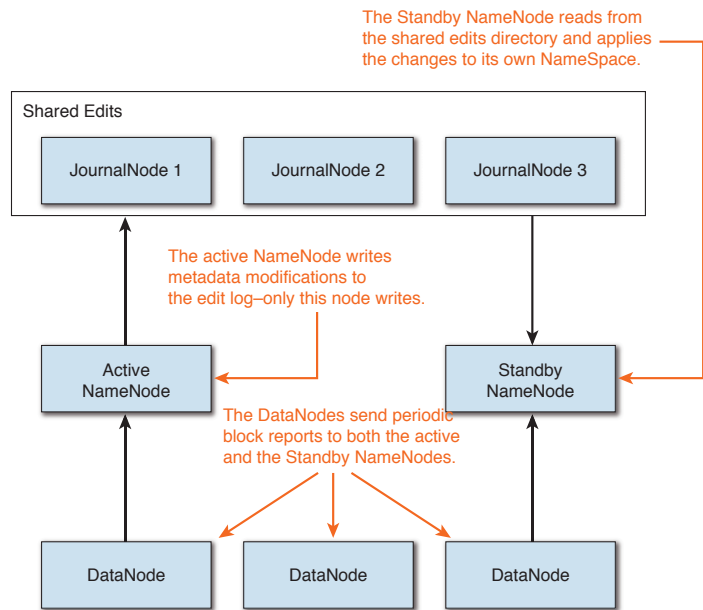 The Standby NameNode reads from
the shared edits directory and applies
the changes to its own NameSpace.
Shared Edits
JournalNode 1
JournalNode 2
JournalNode 3
The active NameNode writes
metadata modifications to
the edit log–only this node writes.
Active
NameNode
Standby
NameNode
The DataNodes send periodic
block reports to both the active
and the Standby NameNodes.
DataNode
DataNode
DataNode